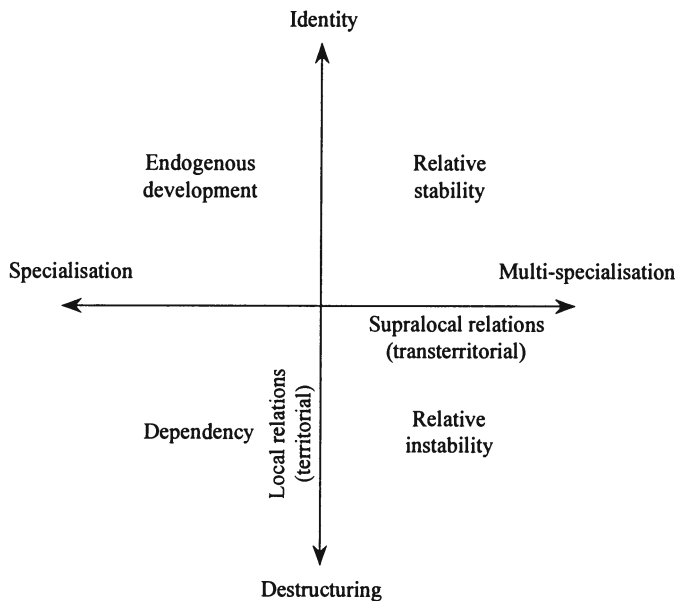 Identity
Endogenous
development
Relative
stability
Specialisation
Multi-specialisation
Supralocal relations
(transterritorial)
Local relations
(territorial)
Dependency
Relative
instability
Destructuring